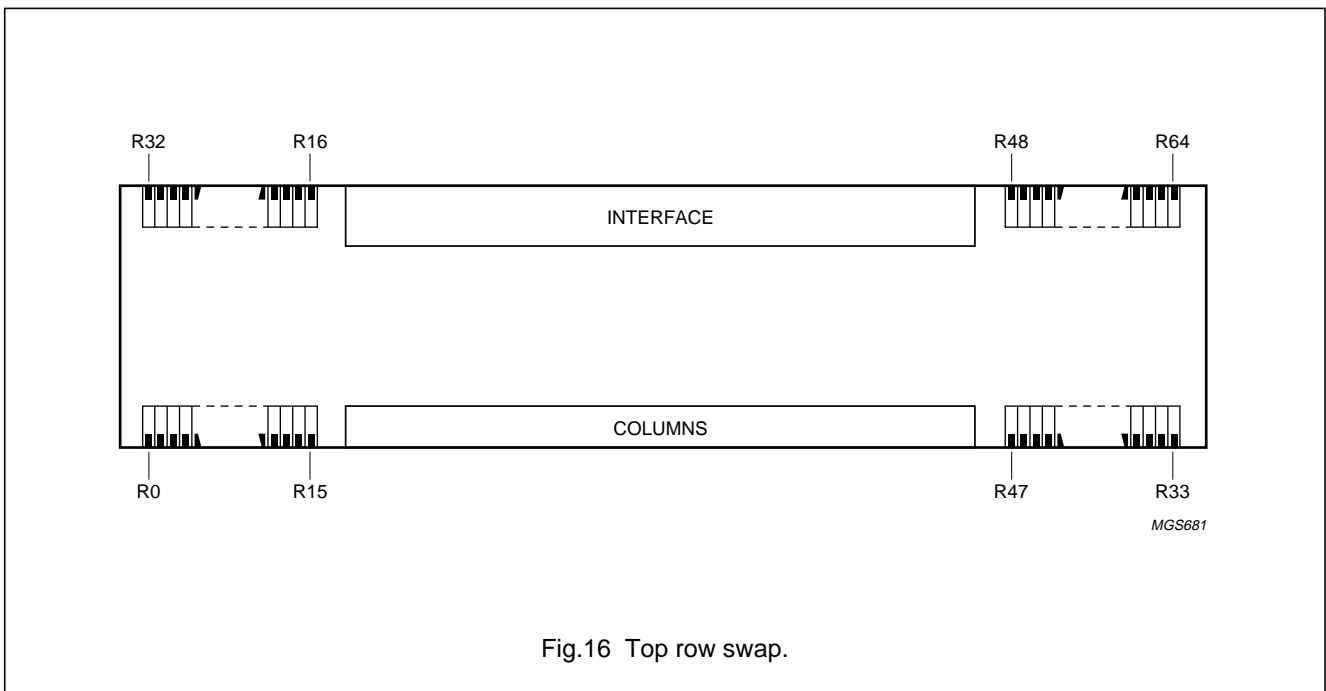 R32 R16 R48 R64
INTERFACE
COLUMNS
R0 R15 R47 R33
MGS681
Fig.16 Top row swap.